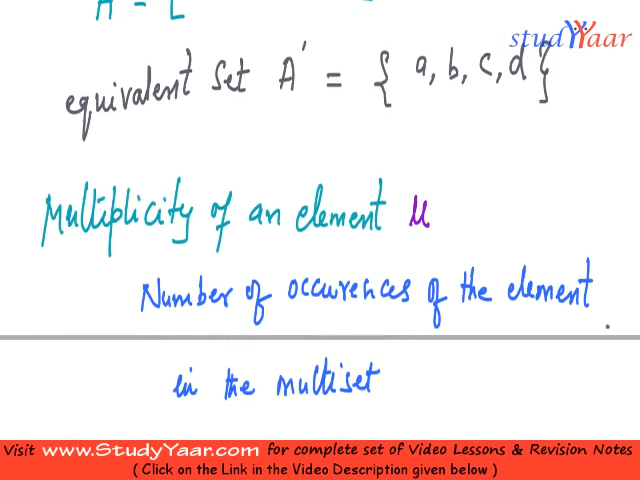 A = [
studYYaar
equivalent Set A' = { a, b, c, d }
Multiplicity of an element μ
Number of occurences of the element
in the multiset
Visit www.StudyYaar.com for complete set of Video Lessons & Revision Notes
( Click on the Link in the Video Description given below )